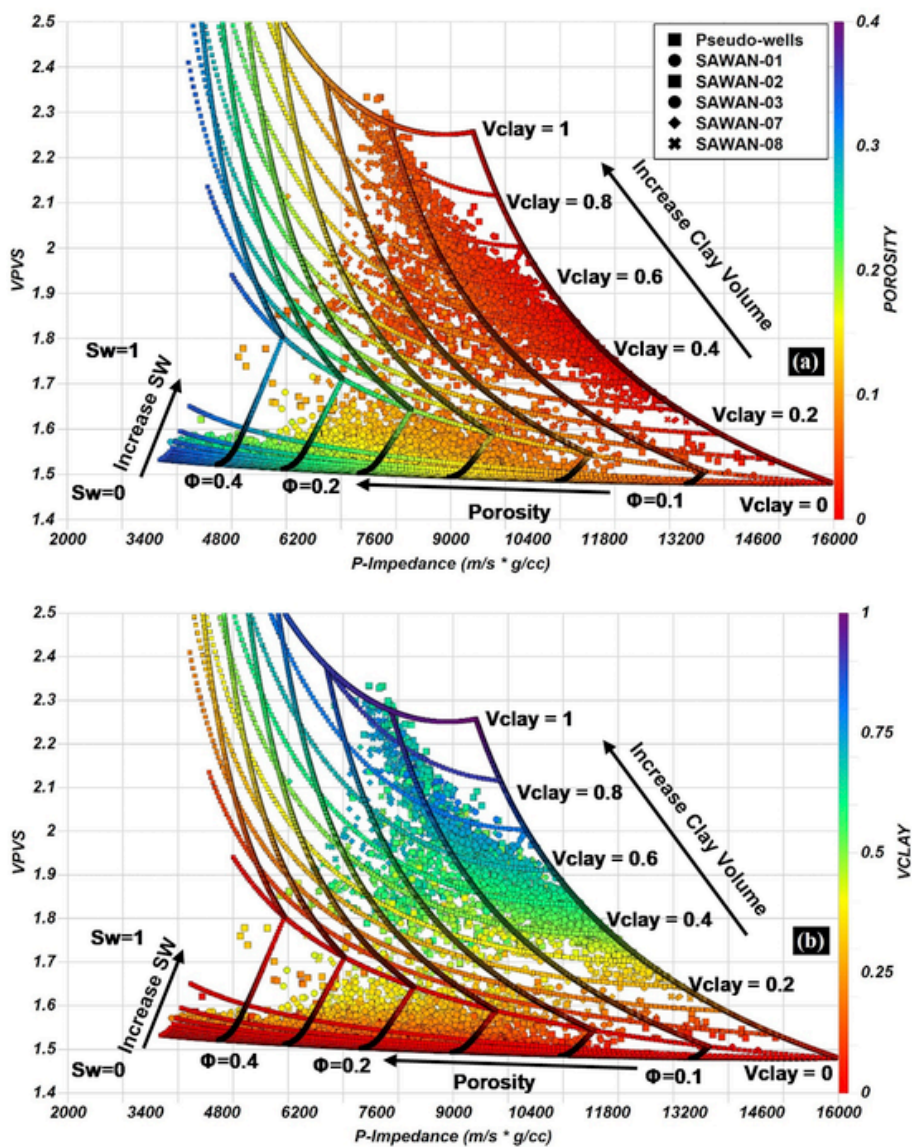 2.5
2.4
2.3
2.2
2.1
2
1.9
1.8
1.7
1.6
1.5
1.4
VPVS
2000 3400 4800 6200 7600 9000 10400 11800 13200 14600 16000
P-Impedance (m/s * g/cc)
Pseudo-wells
SAWAN-01
SAWAN-02
SAWAN-03
SAWAN-07
SAWAN-08
Vclay = 1
Vclay = 0.8
Vclay = 0.6
Vclay = 0.4
Vclay = 0.2
Vclay = 0
Increase Clay Volume
(a)
Sw=1
Increase SW
Sw=0
Φ=0.4
Φ=0.2
Φ=0.1
Porosity
0.4
0.3
0.2
0.1
0
POROSITY
2.5
2.4
2.3
2.2
2.1
2
1.9
1.8
1.7
1.6
1.5
1.4
VPVS
2000 3400 4800 6200 7600 9000 10400 11800 13200 14600 16000
P-Impedance (m/s * g/cc)
Vclay = 1
Vclay = 0.8
Vclay = 0.6
Vclay = 0.4
Vclay = 0.2
Vclay = 0
Increase Clay Volume
(b)
Sw=1
Increase SW
Sw=0
Φ=0.4
Φ=0.2
Φ=0.1
Porosity
1
0.75
0.5
0.25
0
VCLAY